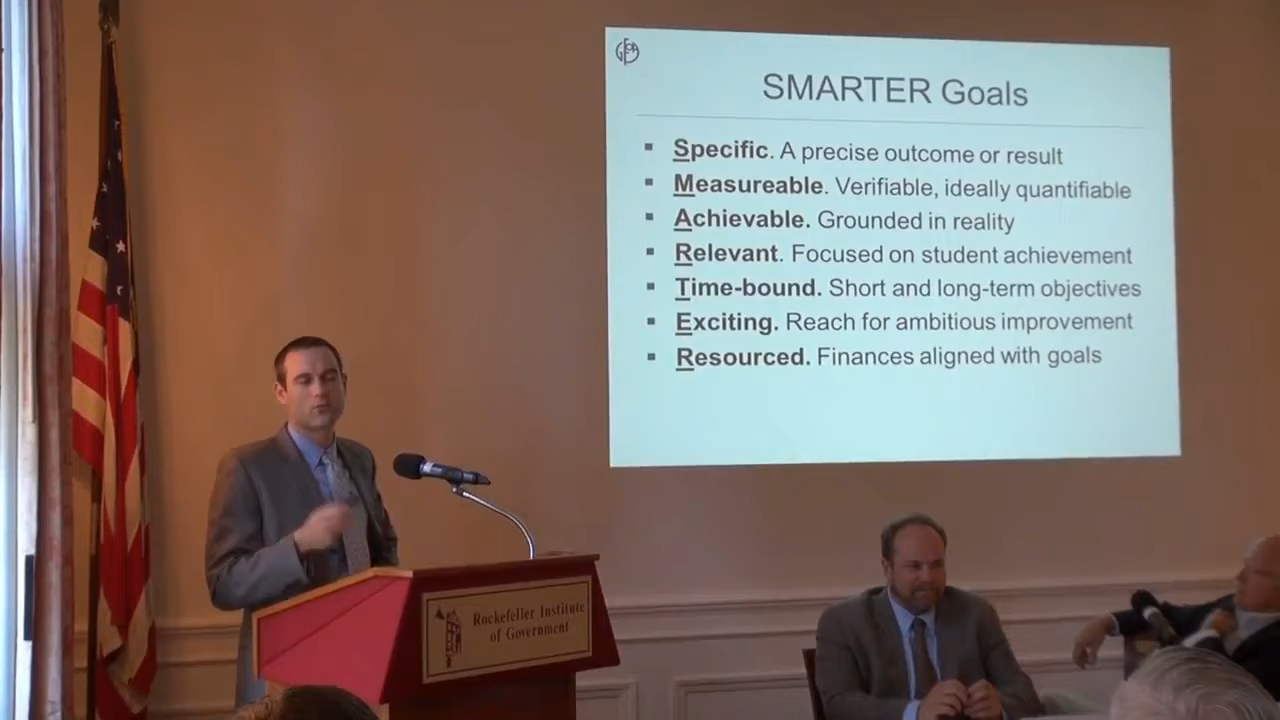 GFOA
SMARTER Goals
▪ Specific. A precise outcome or result
▪ Measureable. Verifiable, ideally quantifiable
▪ Achievable. Grounded in reality
▪ Relevant. Focused on student achievement
▪ Time-bound. Short and long-term objectives
▪ Exciting. Reach for ambitious improvement
▪ Resourced. Finances aligned with goals
Rockefeller Institute
of Government